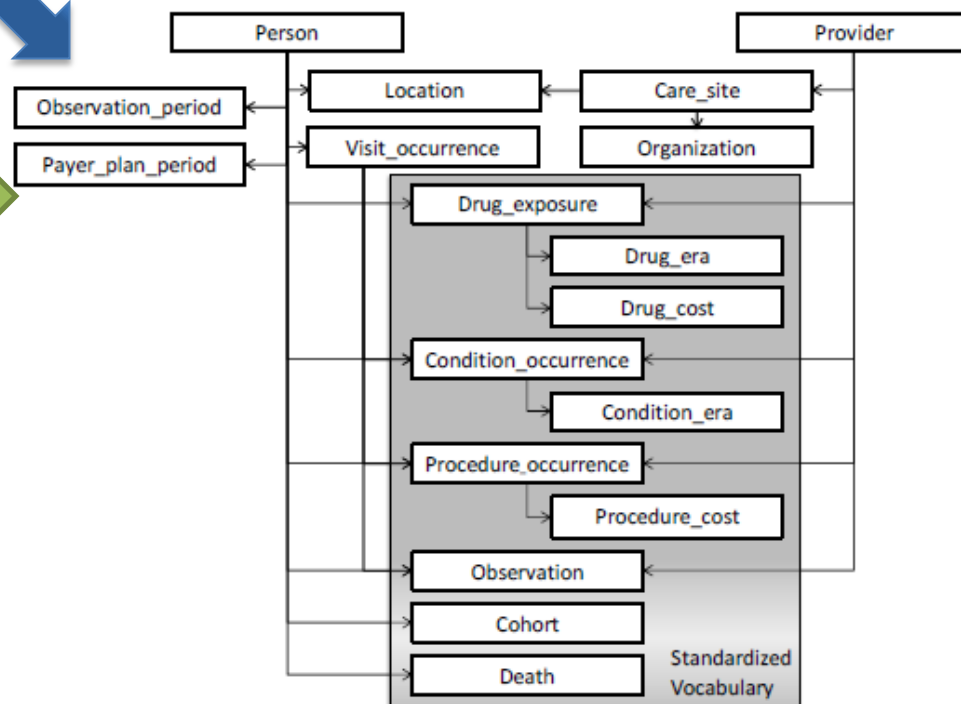 Person
Provider
Observation_period
Location
Care_site
Payer_plan_period
Visit_occurrence
Organization
Drug_exposure
Drug_era
Drug_cost
Condition_occurrence
Condition_era
Procedure_occurrence
Procedure_cost
Observation
Cohort
Death
Standardized
Vocabulary